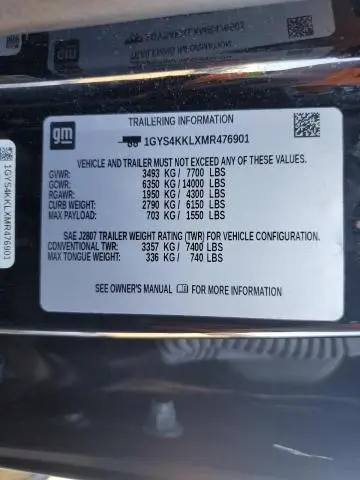 TRAILERING INFORMATION
gm
1GYS4KKLXMR476901
VEHICLE AND TRAILER MUST NOT EXCEED ANY OF THESE VALUES.
GVWR: 3493 KG / 7700 LBS
GCWR: 6350 KG / 14000 LBS
RGAWR: 1950 KG / 4300 LBS
CURB WEIGHT: 2790 KG / 6150 LBS
MAX PAYLOAD: 703 KG / 1550 LBS
SAE J2807 TRAILER WEIGHT RATING (TWR) FOR VEHICLE CONFIGURATION.
CONVENTIONAL TWR: 3357 KG / 7400 LBS
MAX TONGUE WEIGHT: 336 KG / 740 LBS
SEE OWNER'S MANUAL FOR MORE INFORMATION
1GYS4KKLXMR476901
gm